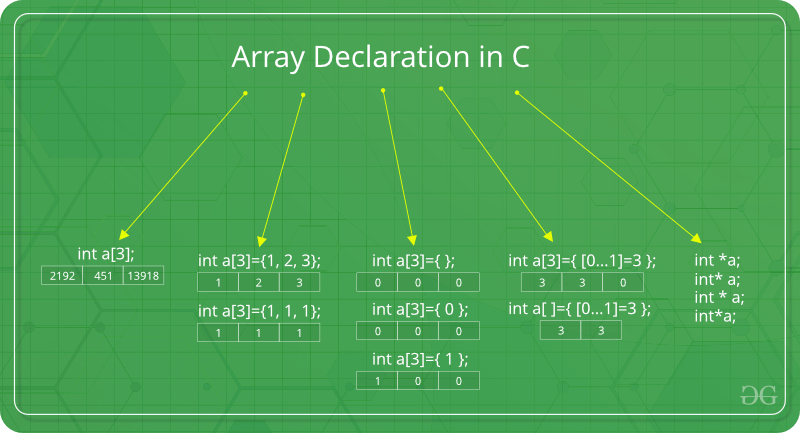 Array Declaration in C
int a[3];
2192 451 13918
int a[3]={1, 2, 3};
1 2 3
int a[3]={1, 1, 1};
1 1 1
int a[3]={ };
0 0 0
int a[3]={ 0 };
0 0 0
int a[3]={ 1 };
1 0 0
int a[3]={ [0...1]=3 };
3 3 0
int a[ ]={ [0...1]=3 };
3 3
int *a;
int* a;
int * a;
int*a;
GG